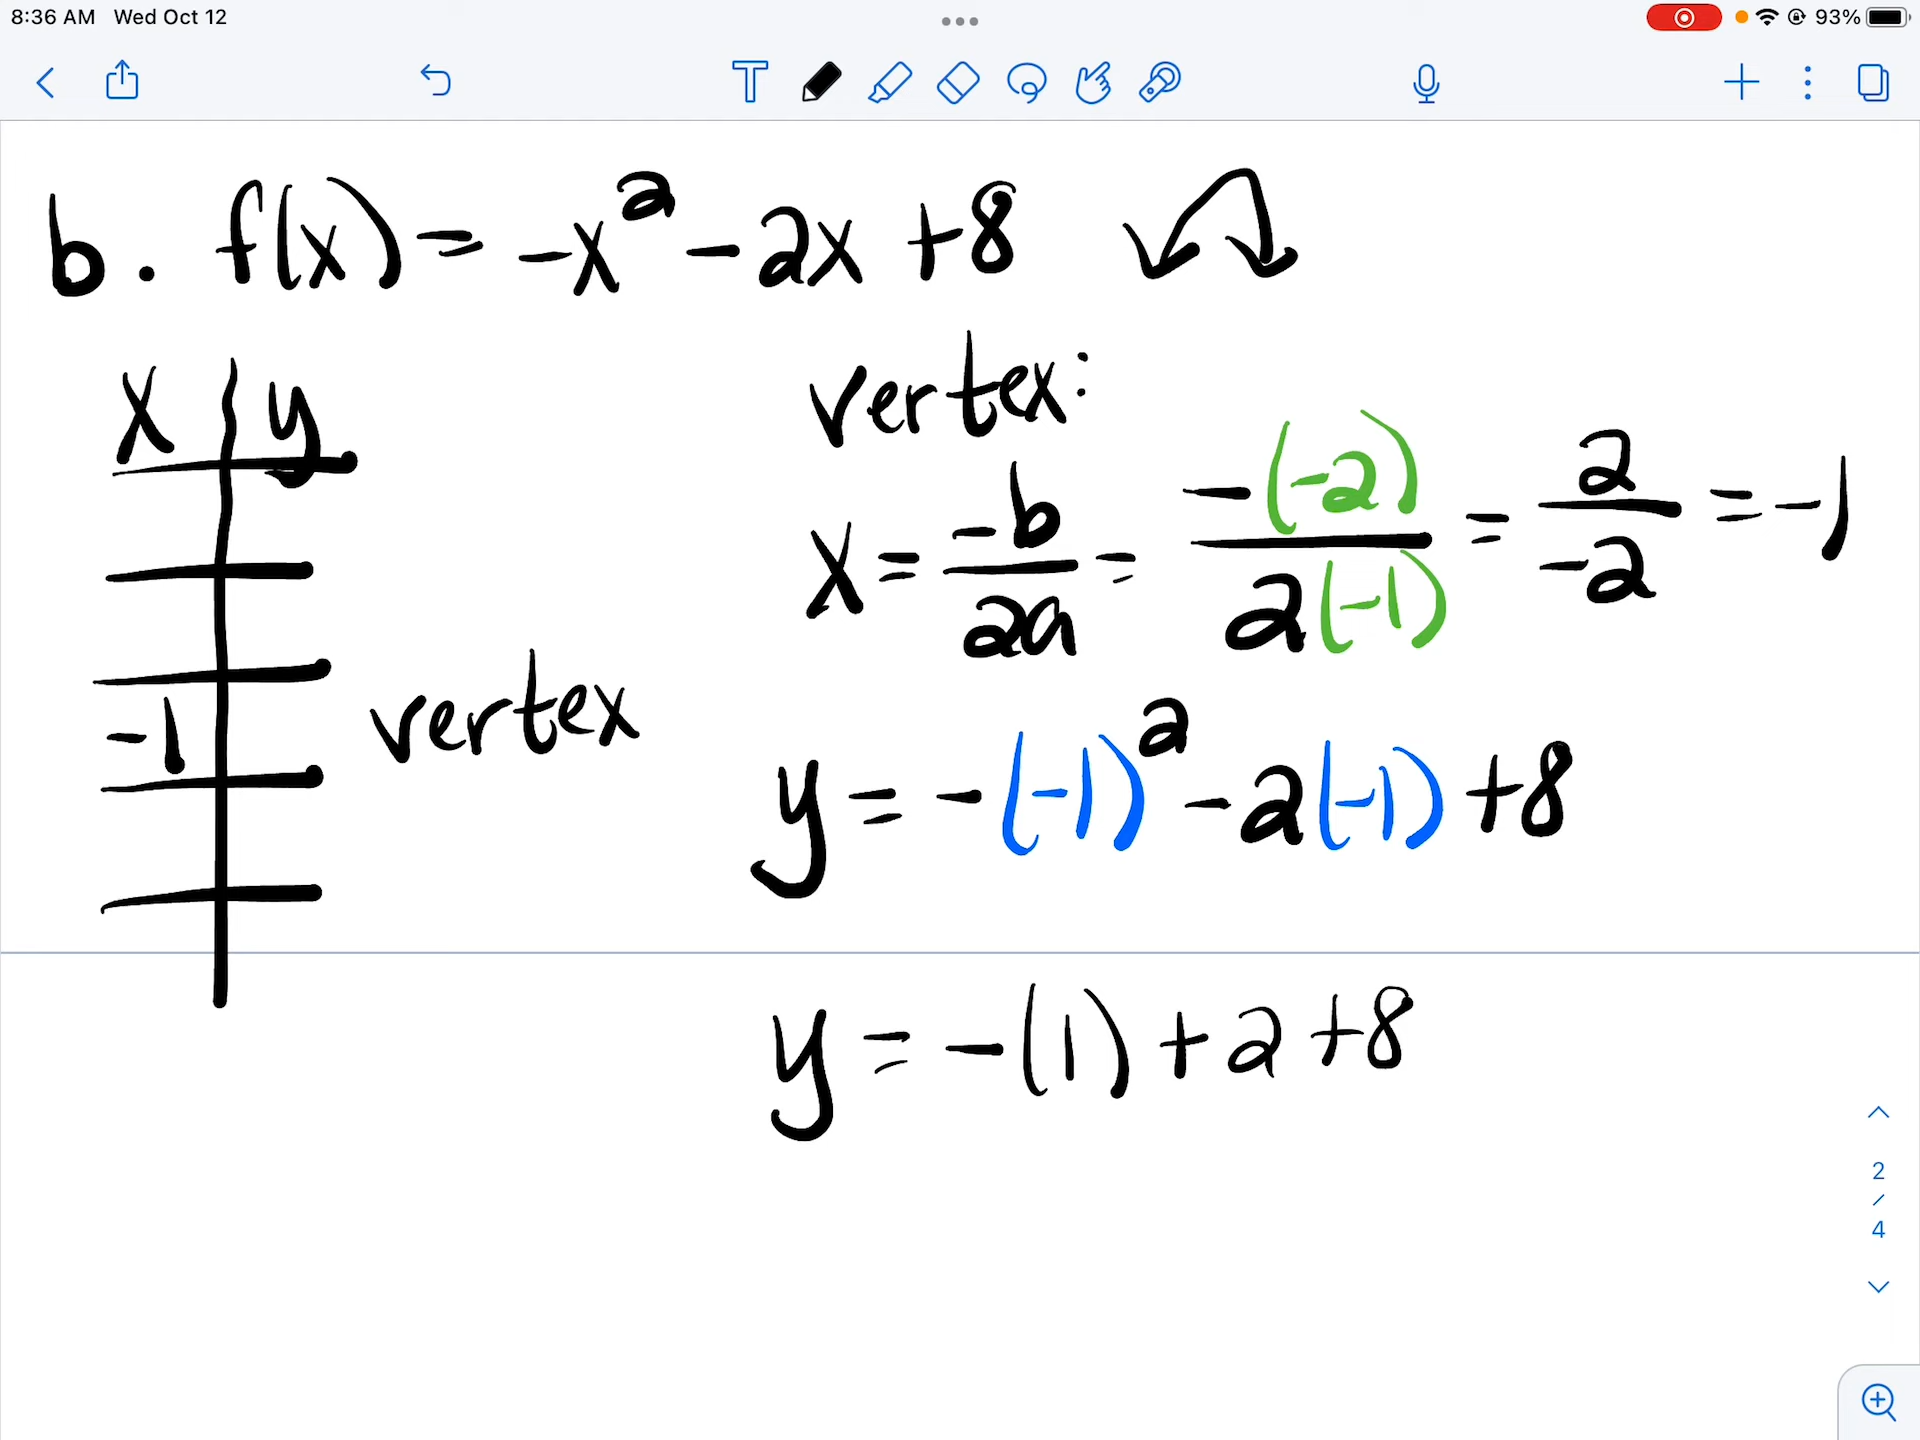 8:36 AM Wed Oct 12 93%
T
b. f(x) = -x² - 2x + 8
x | y
vertex:
x = -b/2a = -(-2)/2(-1) = 2/-2 = -1
-1 | vertex
y = -(-1)² - 2(-1) + 8
y = -(1) + 2 + 8
2
/
4